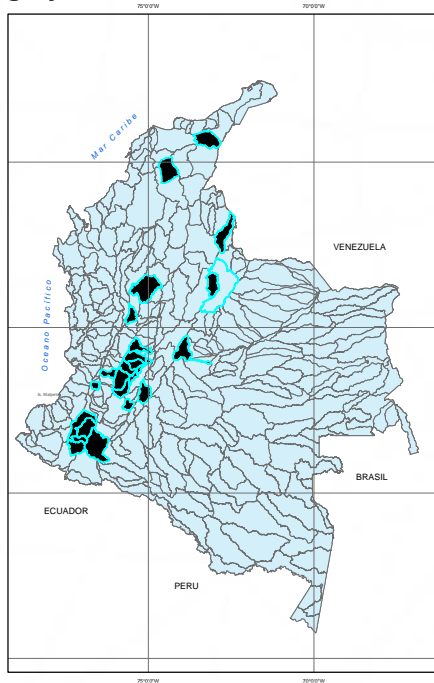 75°0'0"W
70°0'0"W
Mar Caribe
VENEZUELA
Oceano Pacifico
BRASIL
ECUADOR
PERU
75°0'0"W
70°0'0"W